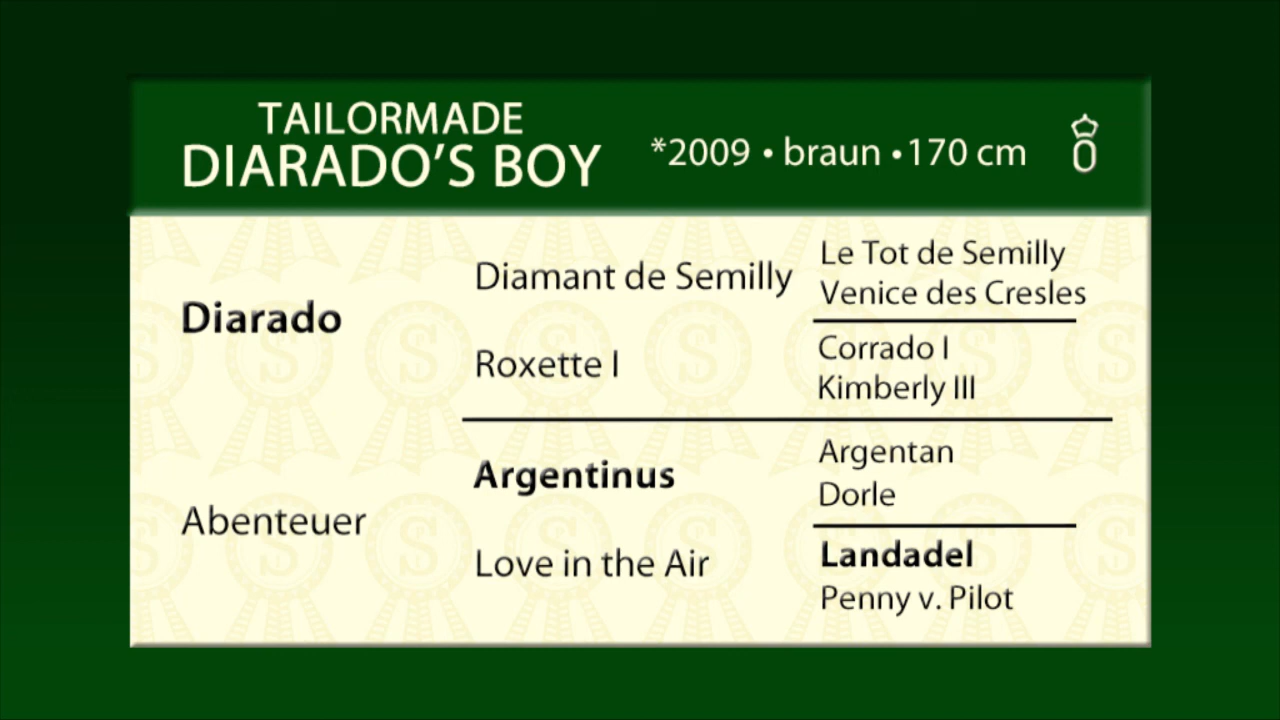 TAILORMADE
DIARADO'S BOY
*2009 • braun • 170 cm
Diarado
Diamant de Semilly
Le Tot de Semilly
Venice des Cresles
Roxette I
Corrado I
Kimberly III
Abenteuer
Argentinus
Argentan
Dorle
Love in the Air
Landadel
Penny v. Pilot